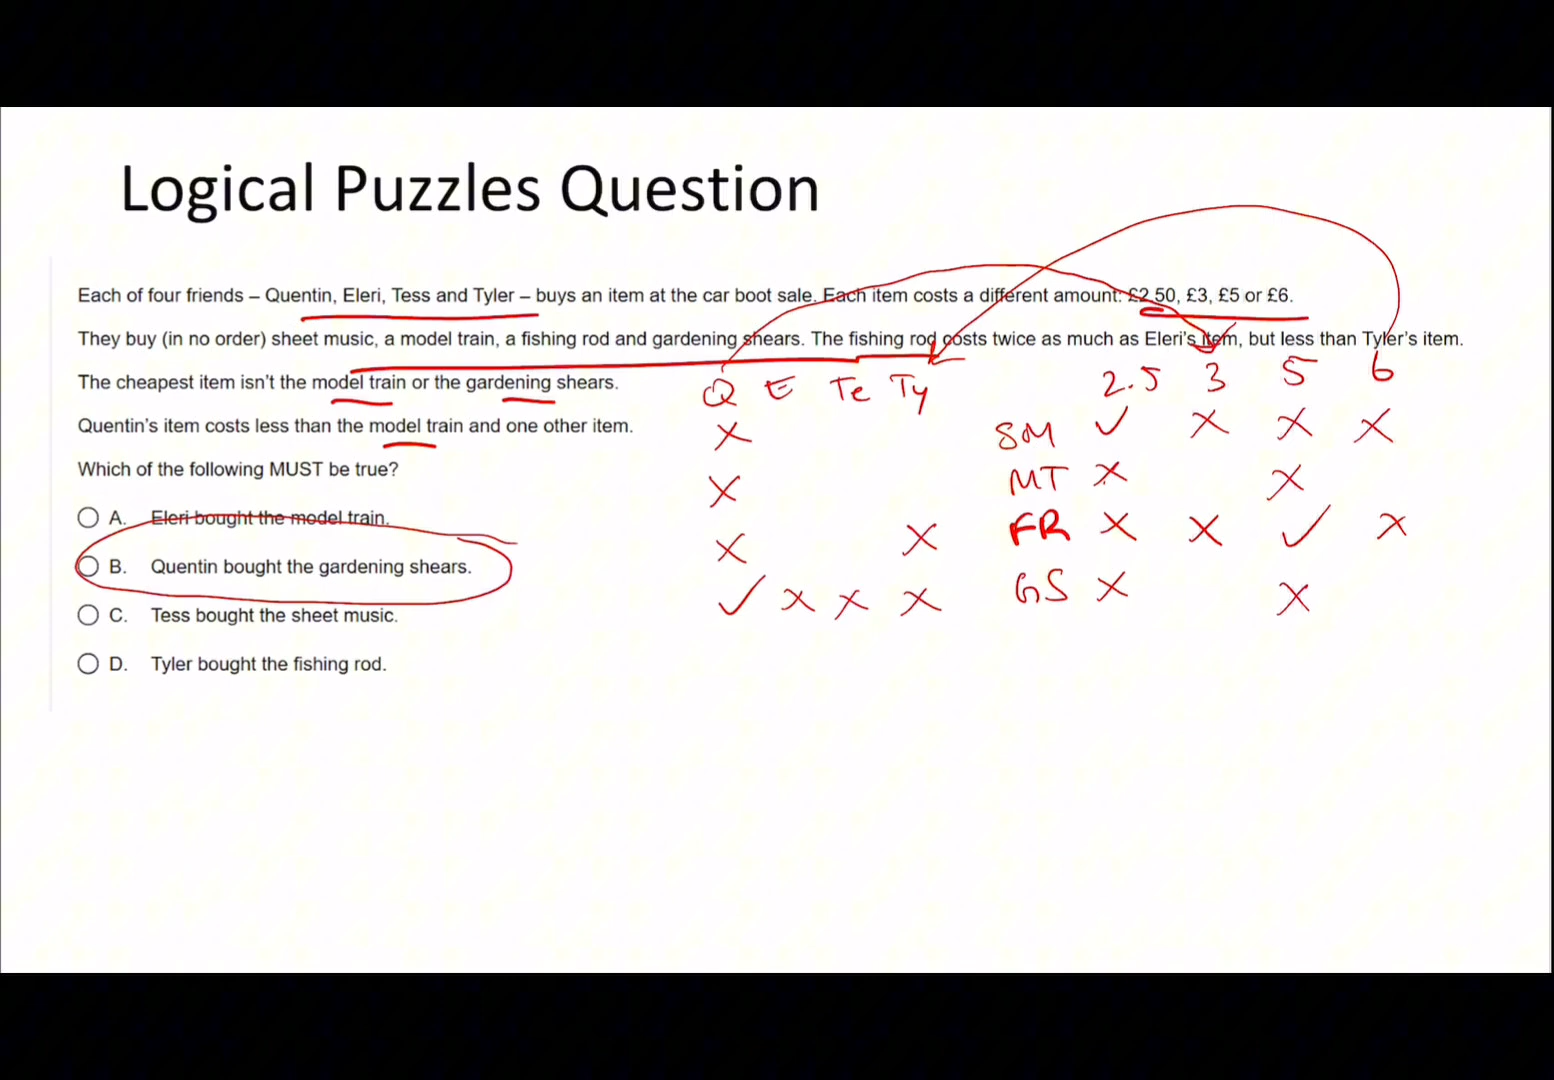 Logical Puzzles Question
Each of four friends – Quentin, Eleri, Tess and Tyler – buys an item at the car boot sale. Each item costs a different amount: £2.50, £3, £5 or £6.
They buy (in no order) sheet music, a model train, a fishing rod and gardening shears. The fishing rod costs twice as much as Eleri's item, but less than Tyler's item.
The cheapest item isn't the model train or the gardening shears.
Quentin's item costs less than the model train and one other item.
Which of the following MUST be true?
A. Eleri bought the model train.
B. Quentin bought the gardening shears.
C. Tess bought the sheet music.
D. Tyler bought the fishing rod.
Q E Te Ty
X
X
X X
✓ X X X
2.5 3 5 6
SM ✓ X X X
MT X X
FR X X ✓ X
GS X X